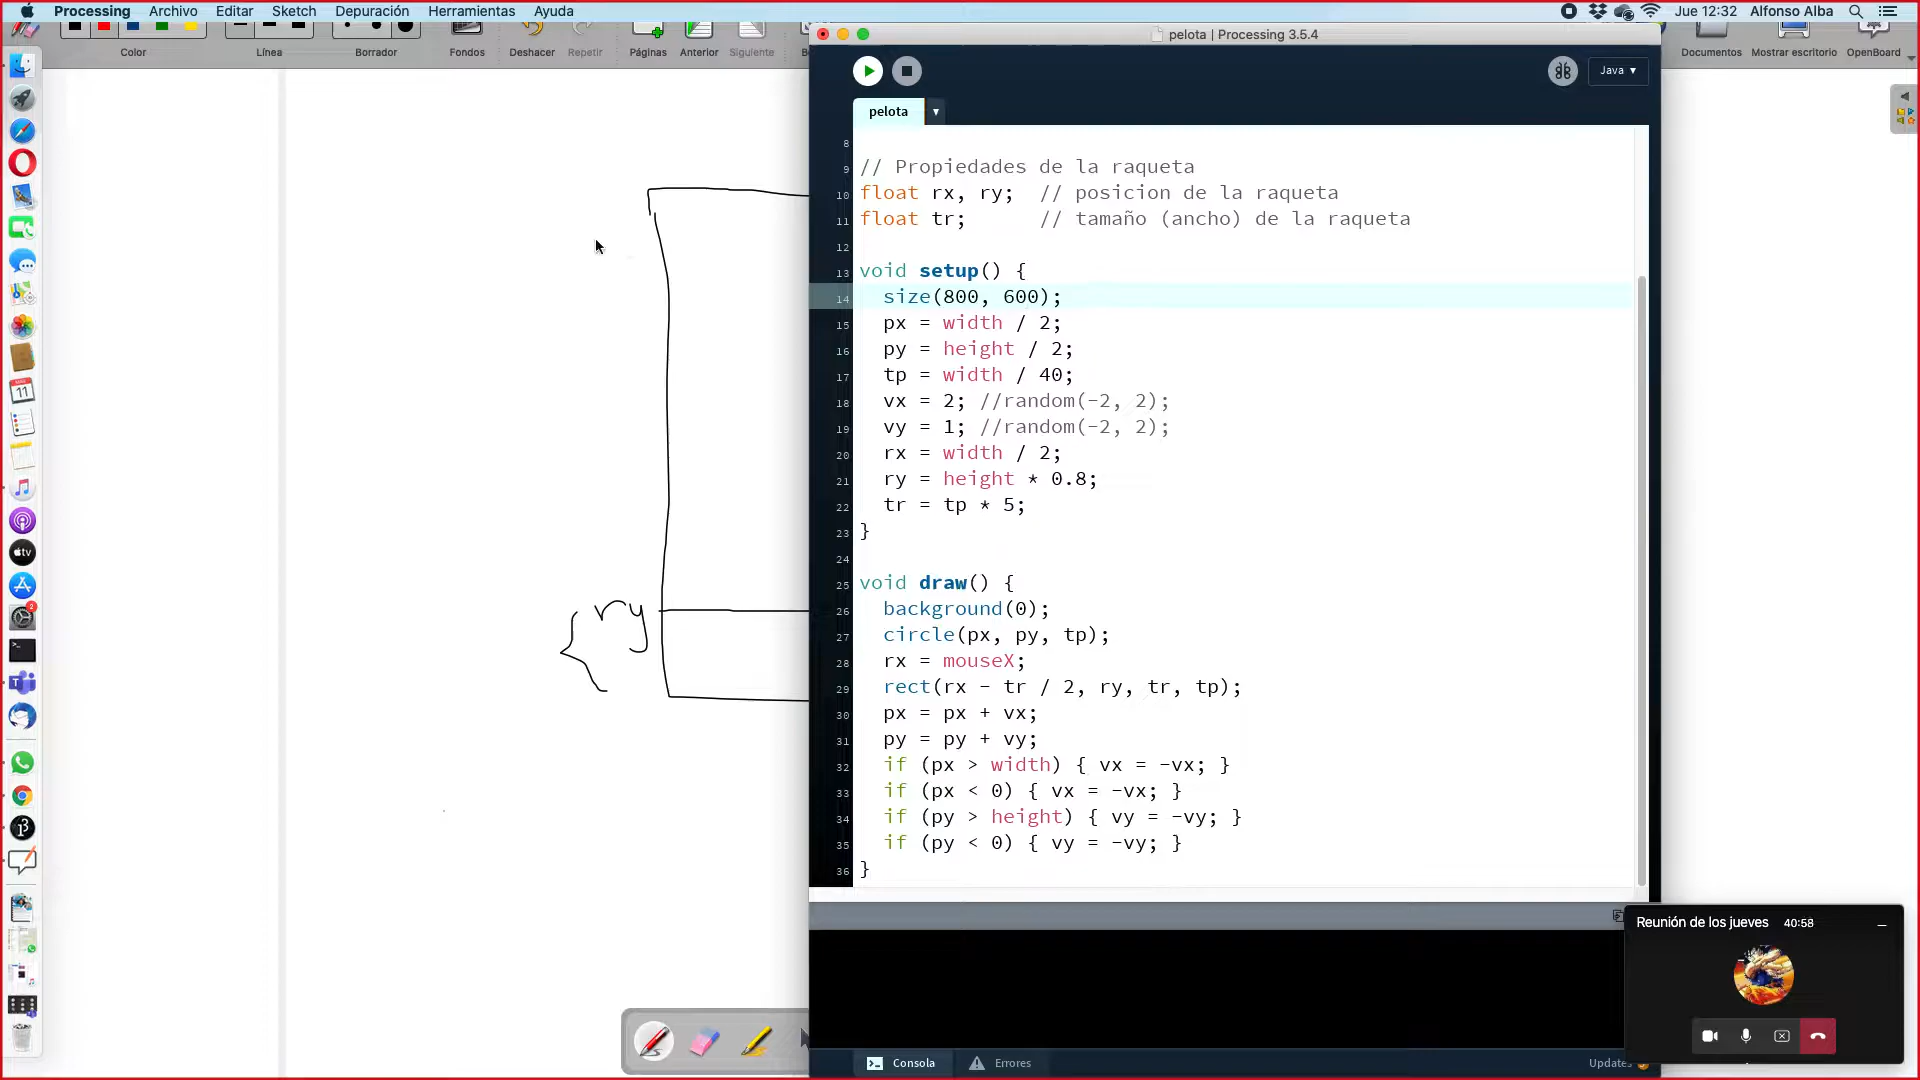 Processing Archivo Editar Sketch Depuración Herramientas Ventana Ayuda
Jue 12:32 Alfonso Alba
Color Línea Borrador Fondos Deshacer Repetir Páginas Anterior Siguiente
Documentos Mostrar escritorio OpenBoard
pelota | Processing 3.5.4
Java ▾
pelota ▾
8
9 // Propiedades de la raqueta
10 float rx, ry; // posicion de la raqueta
11 float tr; // tamaño (ancho) de la raqueta
12
13 void setup() {
14 size(800, 600);
15 px = width / 2;
16 py = height / 2;
17 tp = width / 40;
18 vx = 2; //random(-2, 2);
19 vy = 1; //random(-2, 2);
20 rx = width / 2;
21 ry = height * 0.8;
22 tr = tp * 5;
23 }
24
25 void draw() {
26 background(0);
27 circle(px, py, tp);
28 rx = mouseX;
29 rect(rx - tr / 2, ry, tr, tp);
30 px = px + vx;
31 py = py + vy;
32 if (px > width) { vx = -vx; }
33 if (px < 0) { vx = -vx; }
34 if (py > height) { vy = -vy; }
35 if (py < 0) { vy = -vy; }
36 }
ry
11
tv
2
Reunión de los jueves 40:58
Consola Errores
Updates